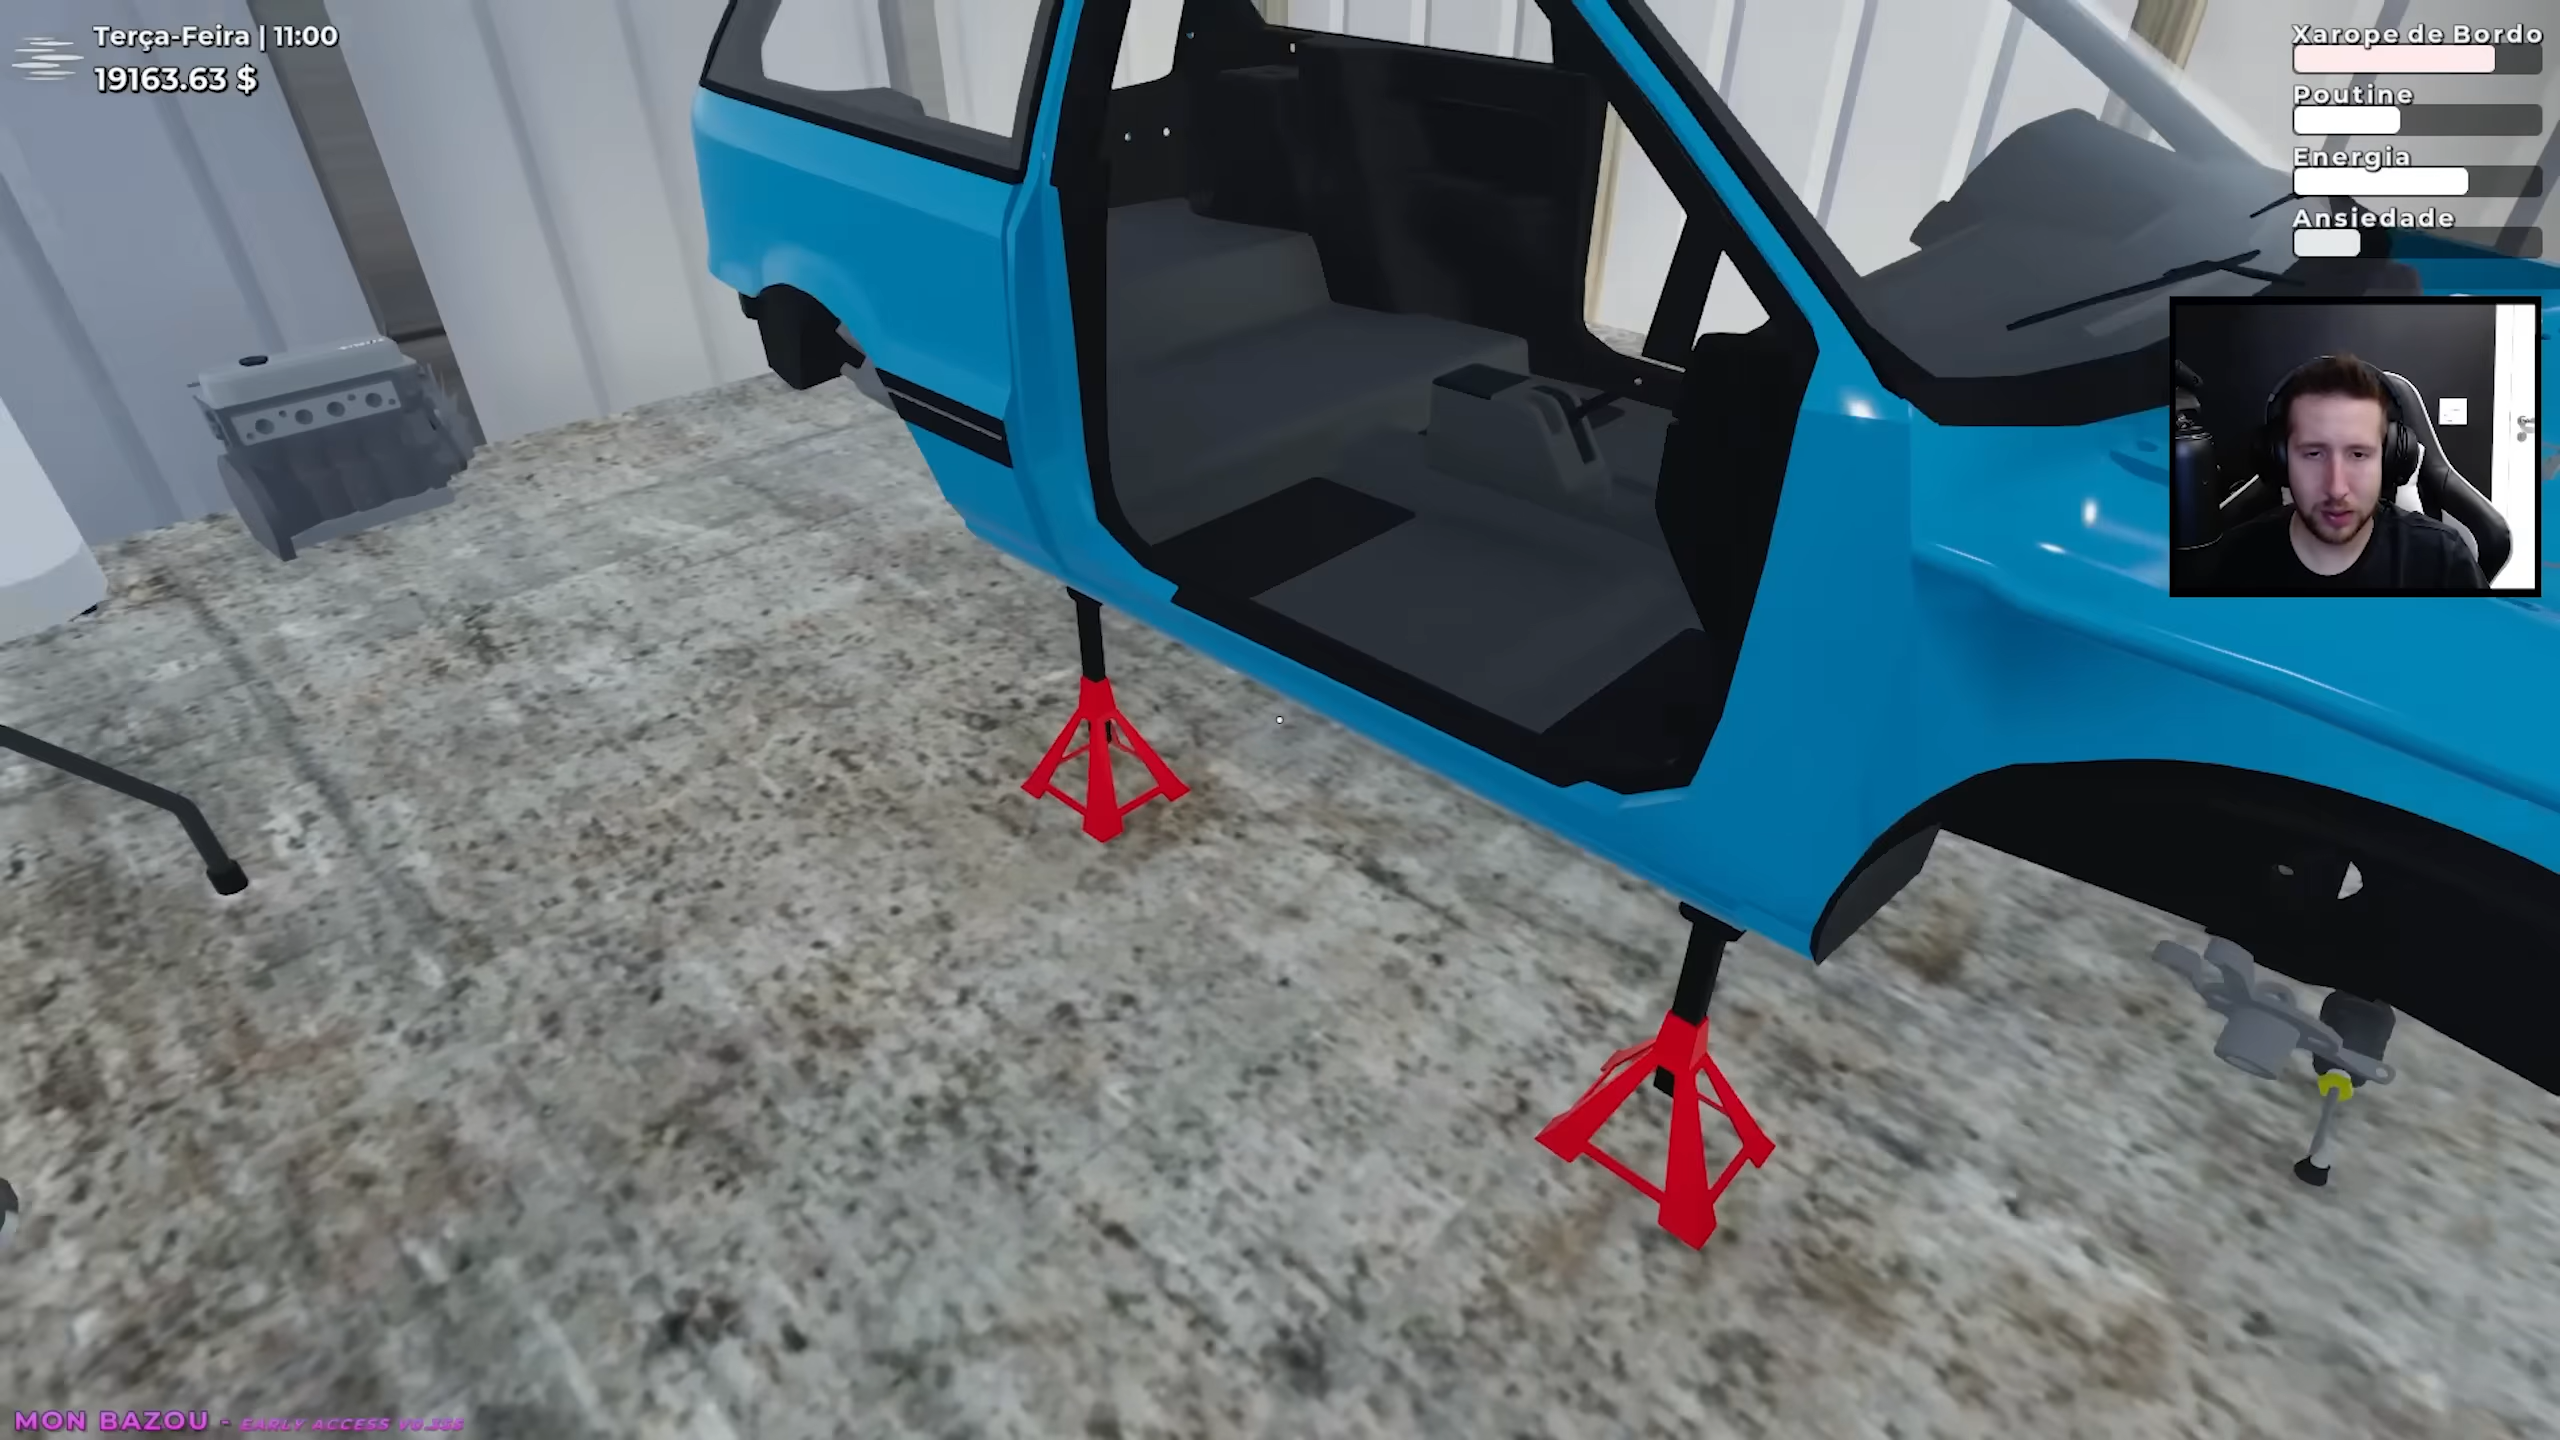 Terça-Feira | 11:00
19163.63 $
Xarope de Bordo
Poutine
Energia
Ansiedade
MON BAZOU - EARLY ACCESS